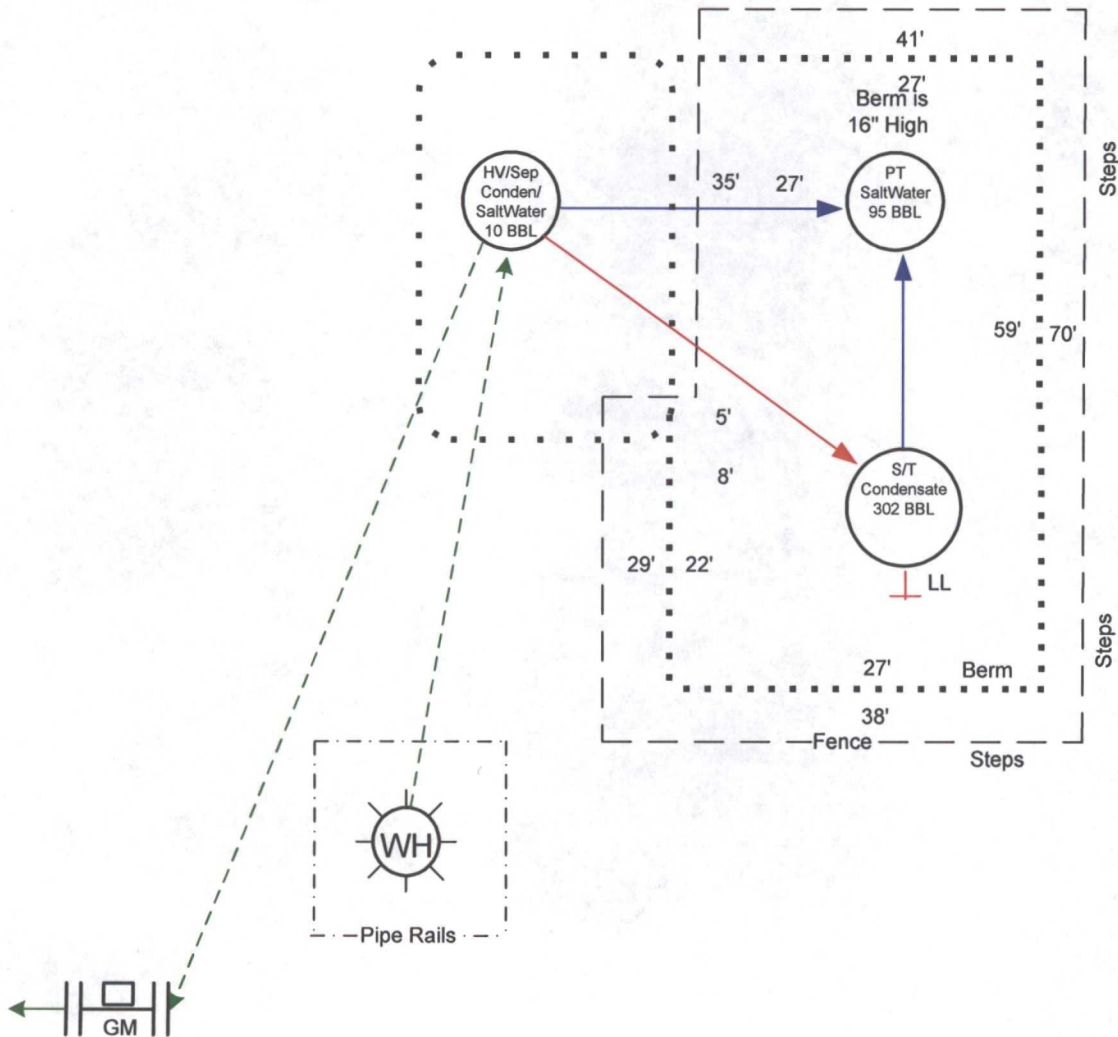 41'
27'
Berm is
16" High
HV/Sep
Conden/
SaltWater
10 BBL
35'
27'
PT
SaltWater
95 BBL
Steps
59'
70'
5'
8'
S/T
Condensate
302 BBL
29'
22'
LL
Steps
27'
Berm
38'
Fence
Steps
WH
Pipe Rails
GM